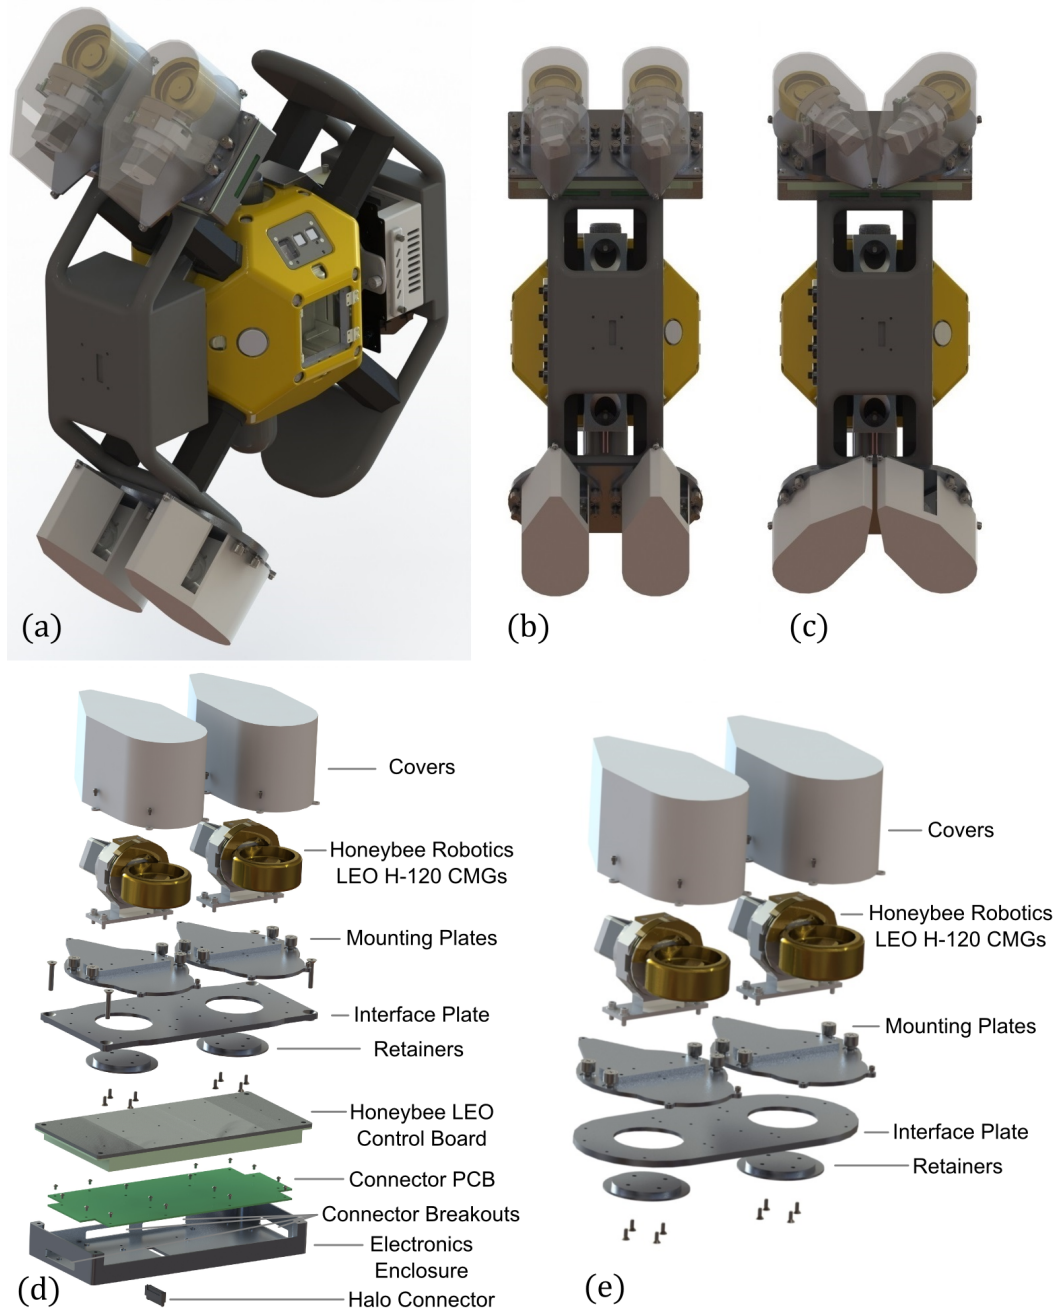 (a)
(b)
(c)
Covers
Honeybee Robotics
LEO H-120 CMGs
Mounting Plates
Interface Plate
Retainers
Honeybee LEO
Control Board
Connector PCB
Connector Breakouts
Electronics
Enclosure
Halo Connector
(d)
Covers
Honeybee Robotics
LEO H-120 CMGs
Mounting Plates
Interface Plate
Retainers
(e)